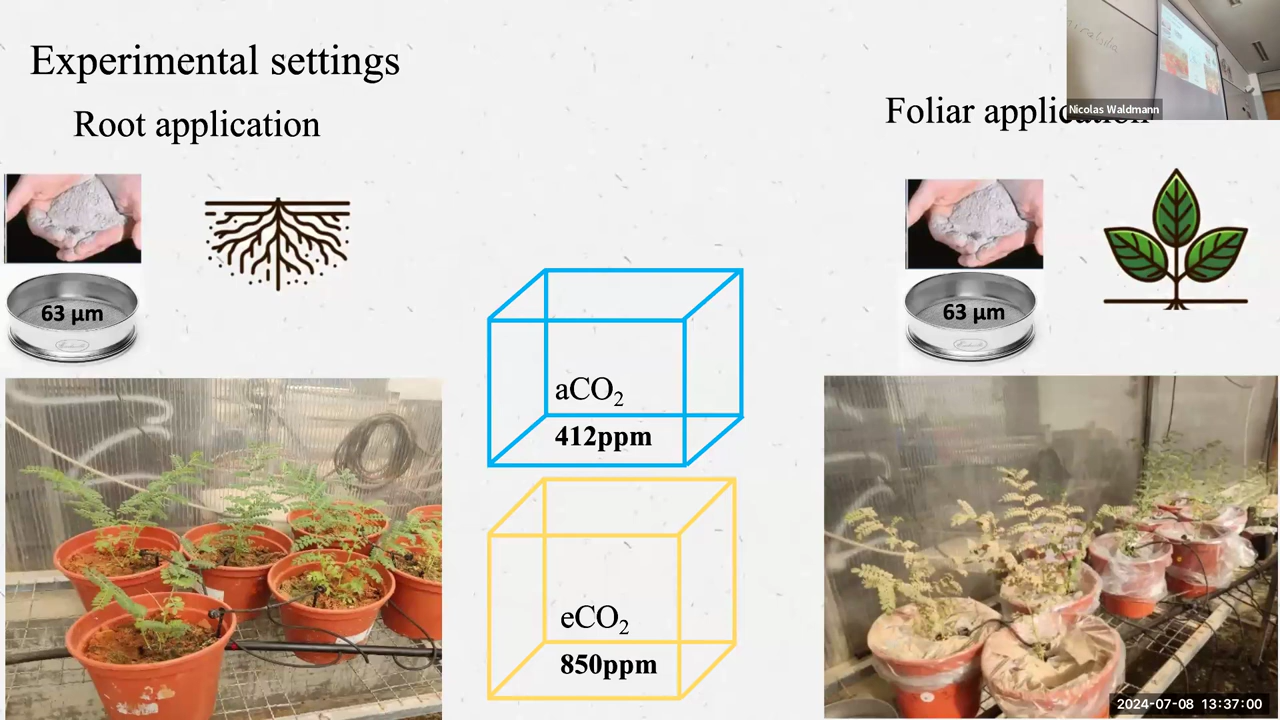 Experimental settings
Root application
Foliar application
Nicolas Waldmann
63 µm
63 µm
aCO₂
412ppm
eCO₂
850ppm
2024-07-08 13:37:00